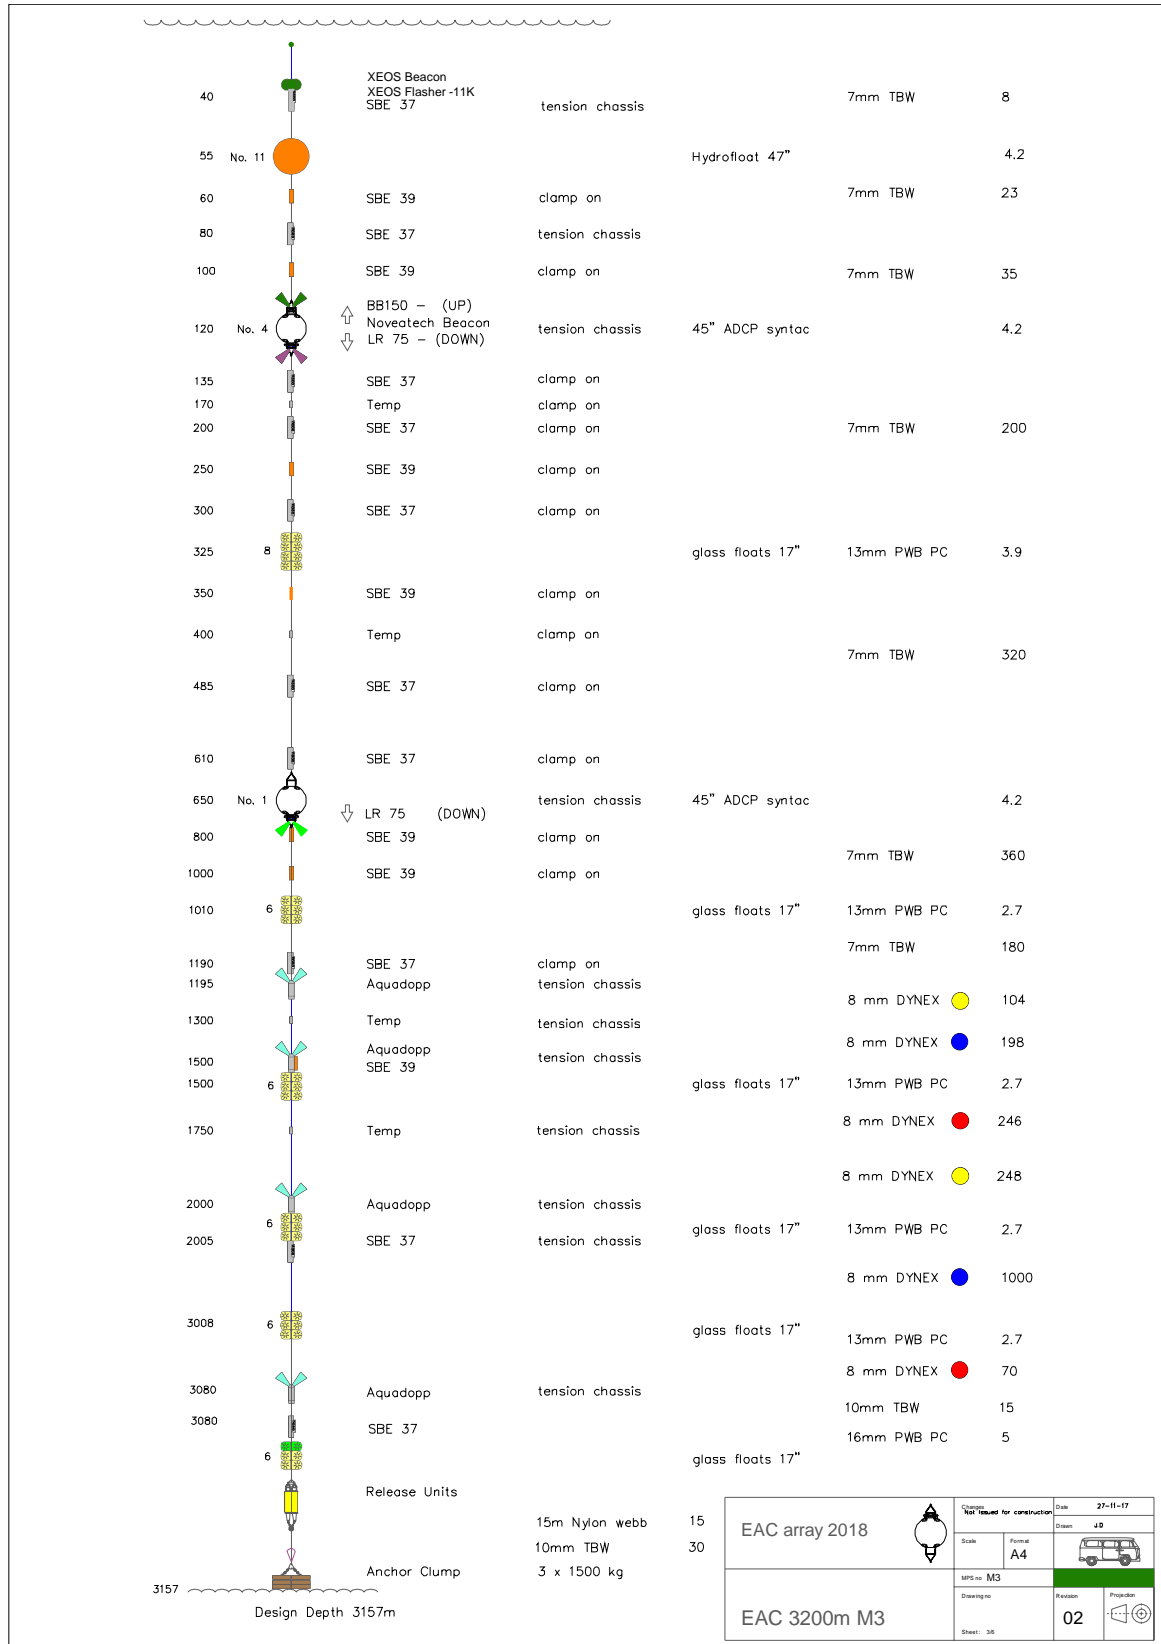 XEOS Beacon
XEOS Flasher -11K
40 SBE 37 tension chassis 7mm TBW 8
55 No. 11 Hydrofloat 47" 4.2
60 SBE 39 clamp on 7mm TBW 23
80 SBE 37 tension chassis
100 SBE 39 clamp on 7mm TBW 35
BB150 - (UP)
Noveatech Beacon
120 No. 4 LR 75 - (DOWN) tension chassis 45" ADCP syntac 4.2
135 SBE 37 clamp on
170 Temp clamp on
200 SBE 37 clamp on 7mm TBW 200
250 SBE 39 clamp on
300 SBE 37 clamp on
325 8 glass floats 17" 13mm PWB PC 3.9
350 SBE 39 clamp on
400 Temp clamp on
7mm TBW 320
485 SBE 37 clamp on
610 SBE 37 clamp on
650 No. 1 tension chassis 45" ADCP syntac 4.2
LR 75 (DOWN)
800 SBE 39 clamp on
7mm TBW 360
1000 SBE 39 clamp on
1010 6 glass floats 17" 13mm PWB PC 2.7
7mm TBW 180
1190 SBE 37 clamp on
1195 Aquadopp tension chassis
8 mm DYNEX 104
1300 Temp tension chassis
8 mm DYNEX 198
Aquadopp
1500 SBE 39 tension chassis
1500 6 glass floats 17" 13mm PWB PC 2.7
8 mm DYNEX 246
1750 Temp tension chassis
8 mm DYNEX 248
2000 Aquadopp tension chassis
6 glass floats 17" 13mm PWB PC 2.7
2005 SBE 37 tension chassis
8 mm DYNEX 1000
3008 6 glass floats 17"
13mm PWB PC 2.7
8 mm DYNEX 70
3080 Aquadopp tension chassis
10mm TBW 15
3080 SBE 37
16mm PWB PC 5
6 glass floats 17"
Release Units
15m Nylon webb 15
10mm TBW 30
Anchor Clump 3 x 1500 kg
3157
Design Depth 3157m
EAC array 2018
EAC 3200m M3
Changes
Not issued for construction
Date 27-11-17
Drawn JD
Scale
Format
A4
MPS no M3
Drawing no
Revision
02
Projection
Sheet: 3/6